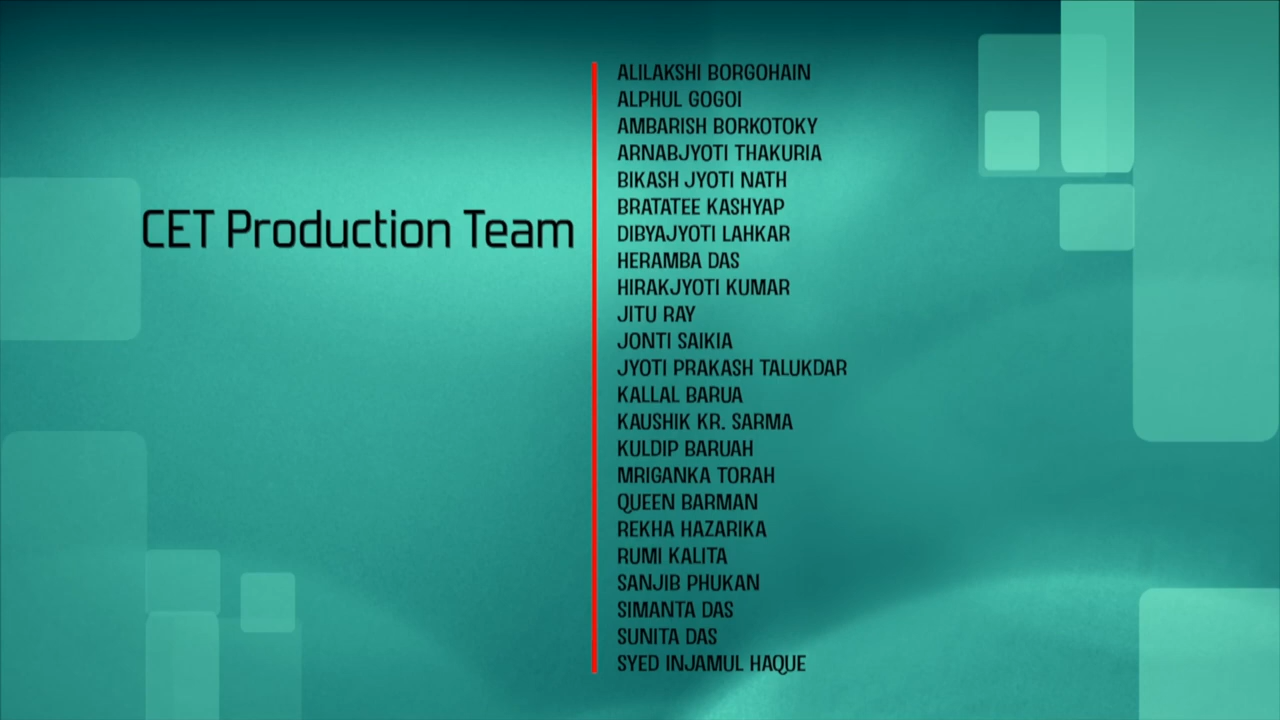 CET Production Team
ALILAKSHI BORGOHAIN
ALPHUL GOGOI
AMBARISH BORKOTOKY
ARNABJYOTI THAKURIA
BIKASH JYOTI NATH
BRATATEE KASHYAP
DIBYAJYOTI LAHKAR
HERAMBA DAS
HIRAKJYOTI KUMAR
JITU RAY
JONTI SAIKIA
JYOTI PRAKASH TALUKDAR
KALLAL BARUA
KAUSHIK KR. SARMA
KULDIP BARUAH
MRIGANKA TORAH
QUEEN BARMAN
REKHA HAZARIKA
RUMI KALITA
SANJIB PHUKAN
SIMANTA DAS
SUNITA DAS
SYED INJAMUL HAQUE